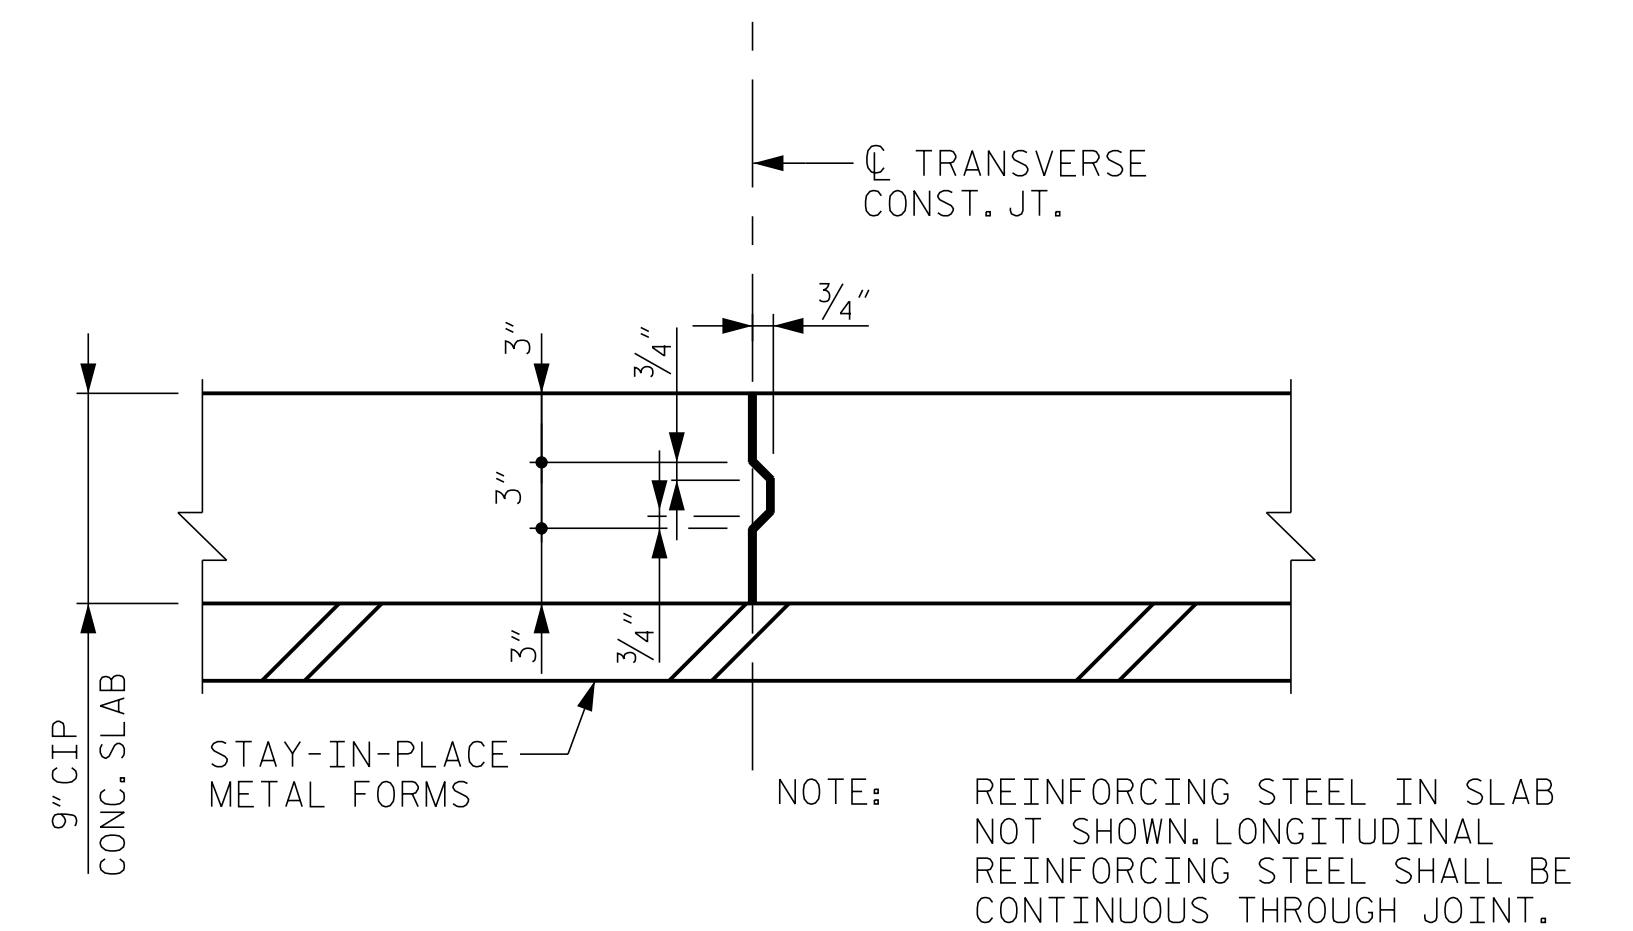 ℄ TRANSVERSE
CONST. JT.
3/4"
3"
3/4"
3"
3"
3/4"
9" CIP
CONC. SLAB
STAY-IN-PLACE
METAL FORMS
NOTE: REINFORCING STEEL IN SLAB
NOT SHOWN. LONGITUDINAL
REINFORCING STEEL SHALL BE
CONTINUOUS THROUGH JOINT.